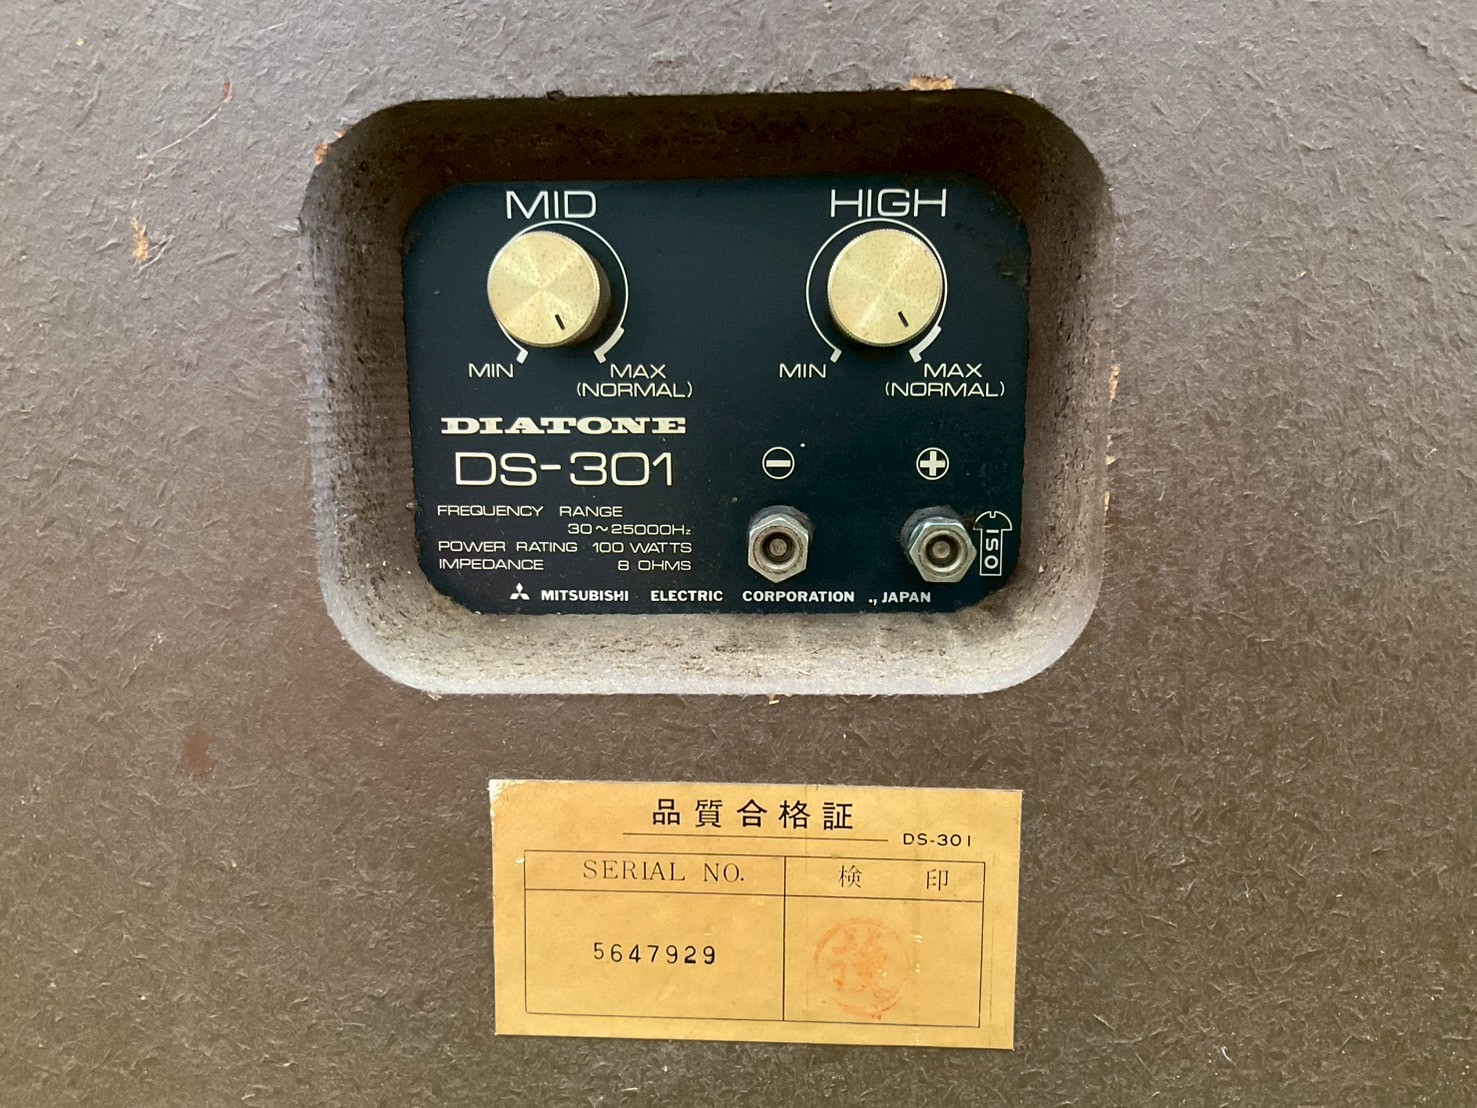 MID
HIGH
MIN
MAX
(NORMAL)
MIN
MAX
(NORMAL)
DIATONE
DS-301
FREQUENCY RANGE
30~25000Hz
POWER RATING 100 WATTS
IMPEDANCE 8 OHMS
− +
ISO
MITSUBISHI ELECTRIC CORPORATION ., JAPAN
品質合格証
DS-301
SERIAL NO.
検印
5647929